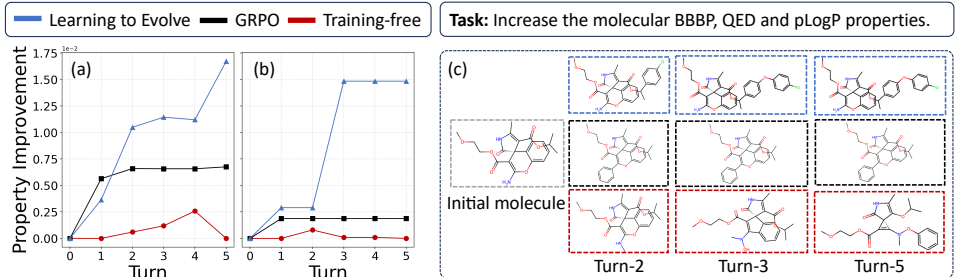 Learning to Evolve GRPO Training-free
Task: Increase the molecular BBBP, QED and pLogP properties.
1e-2
1.75
1.50
1.25
1.00
0.75
0.50
0.25
0.00
Property Improvement
(a)
0 1 2 3 4 5
Turn
(b)
0 1 2 3 4 5
Turn
(c)
Initial molecule
Turn-2 Turn-3 Turn-5